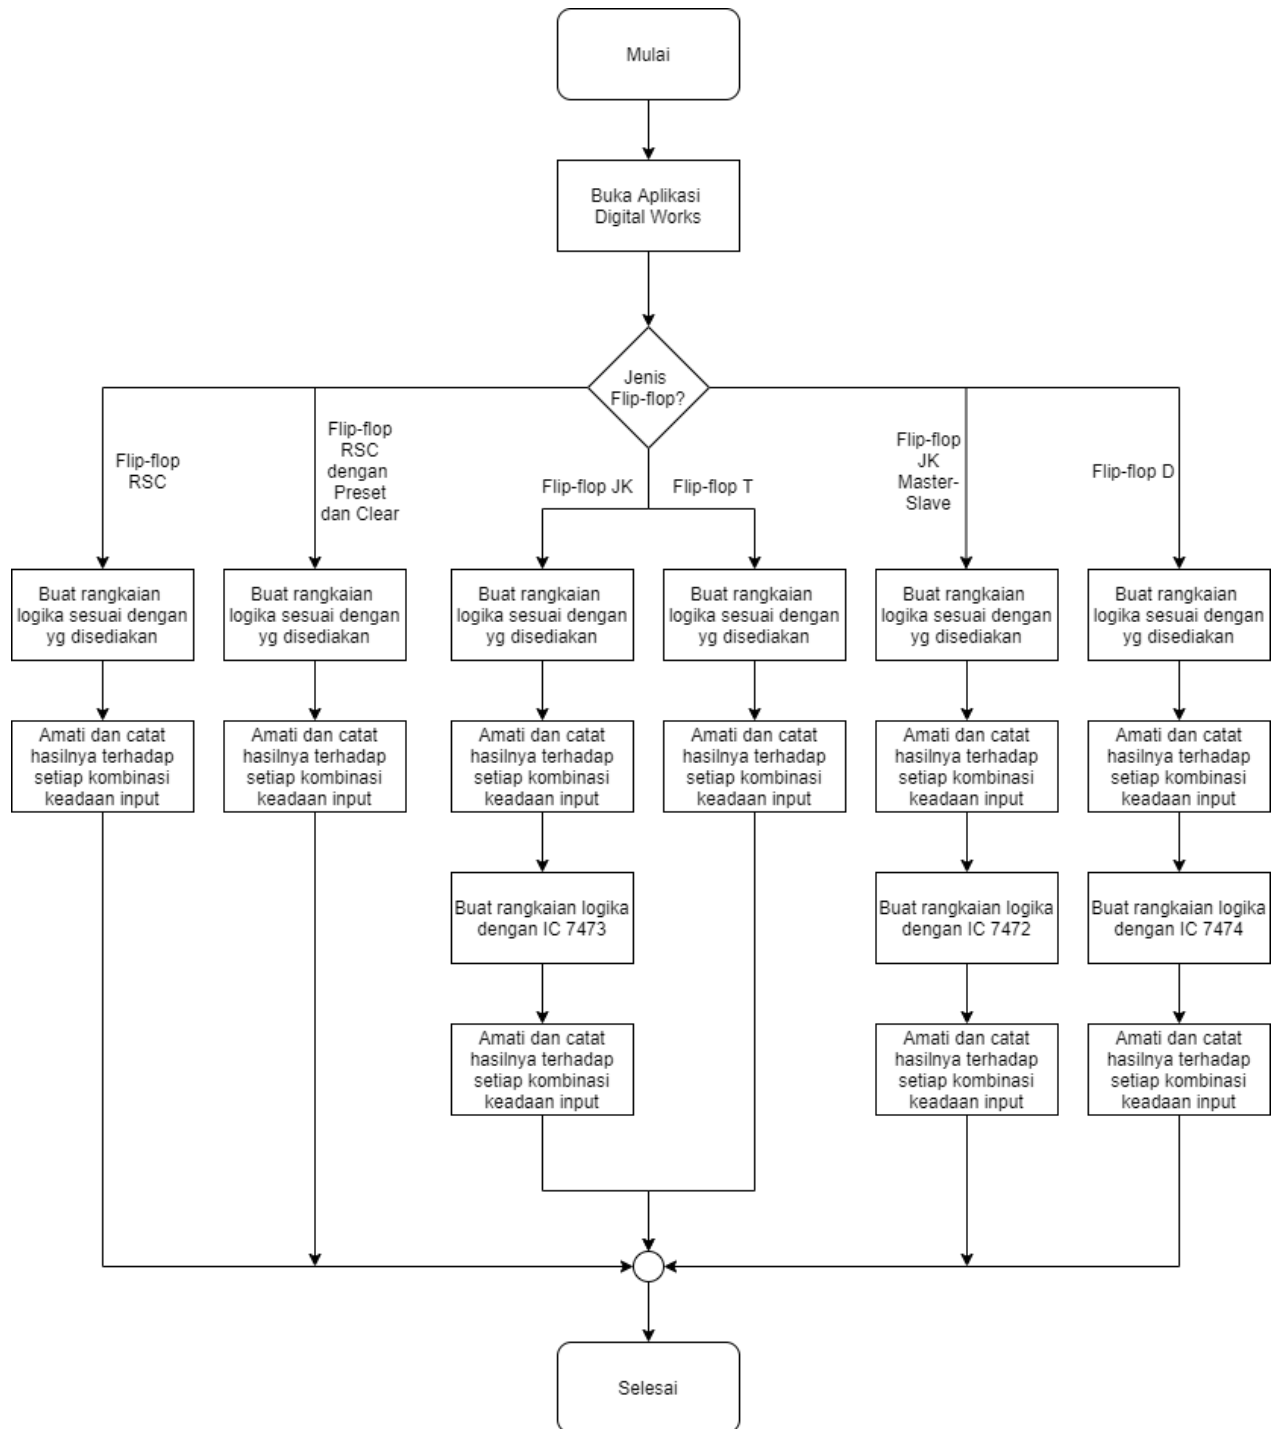 Mulai
Buka Aplikasi
Digital Works
Jenis
Flip-flop?
Flip-flop
RSC
Flip-flop
RSC
dengan
Preset
dan Clear
Flip-flop JK
Flip-flop T
Flip-flop
JK
Master-
Slave
Flip-flop D
Buat rangkaian
logika sesuai dengan
yg disediakan
Buat rangkaian
logika sesuai dengan
yg disediakan
Buat rangkaian
logika sesuai dengan
yg disediakan
Buat rangkaian
logika sesuai dengan
yg disediakan
Buat rangkaian
logika sesuai dengan
yg disediakan
Buat rangkaian
logika sesuai dengan
yg disediakan
Amati dan catat
hasilnya terhadap
setiap kombinasi
keadaan input
Amati dan catat
hasilnya terhadap
setiap kombinasi
keadaan input
Amati dan catat
hasilnya terhadap
setiap kombinasi
keadaan input
Amati dan catat
hasilnya terhadap
setiap kombinasi
keadaan input
Amati dan catat
hasilnya terhadap
setiap kombinasi
keadaan input
Amati dan catat
hasilnya terhadap
setiap kombinasi
keadaan input
Buat rangkaian logika
dengan IC 7473
Buat rangkaian logika
dengan IC 7472
Buat rangkaian logika
dengan IC 7474
Amati dan catat
hasilnya terhadap
setiap kombinasi
keadaan input
Amati dan catat
hasilnya terhadap
setiap kombinasi
keadaan input
Amati dan catat
hasilnya terhadap
setiap kombinasi
keadaan input
Selesai